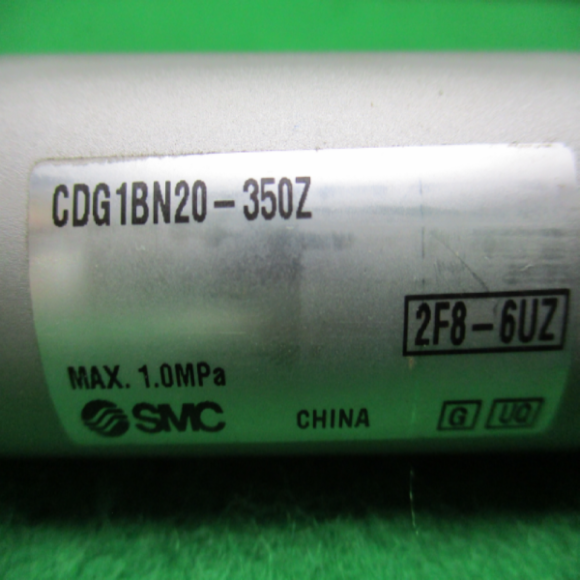 CDG1BN20-350Z
2F8-6UZ
MAX. 1.0MPa
SMC CHINA G UO